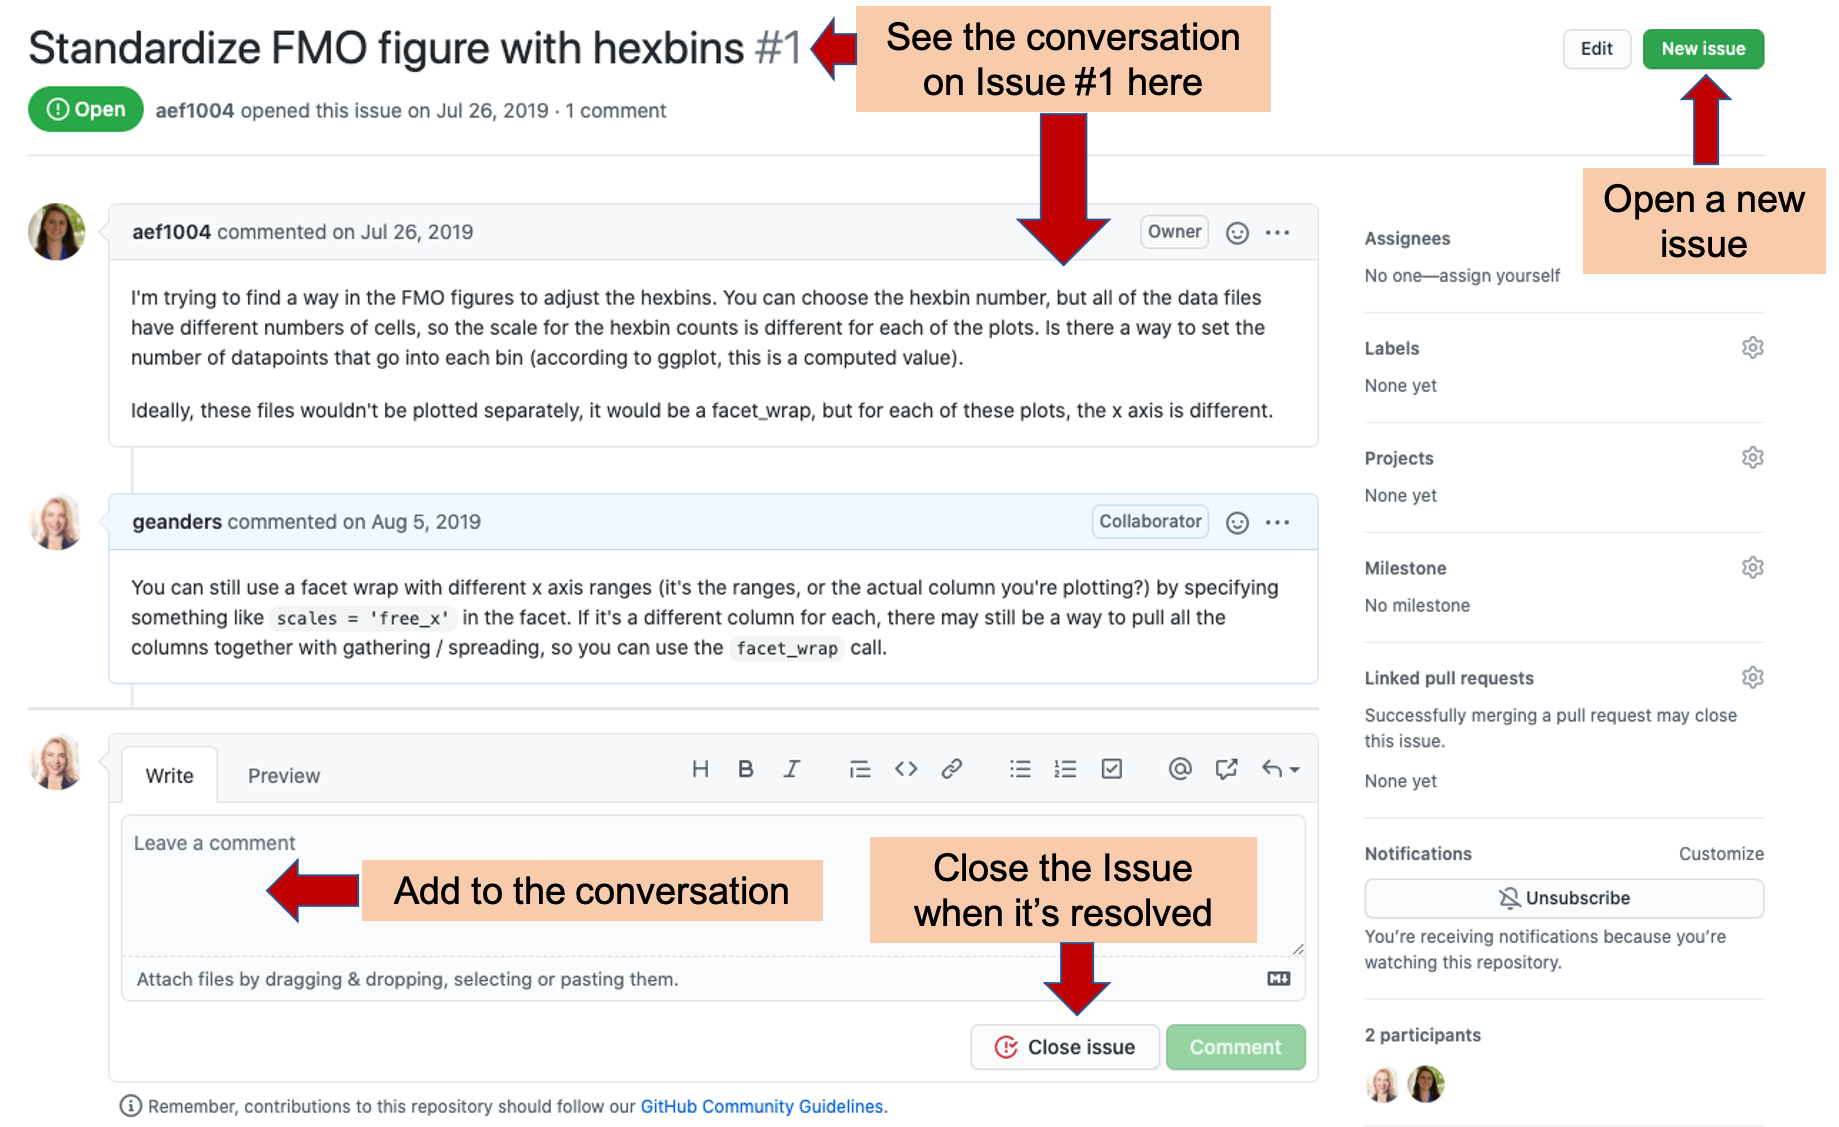 Standardize FMO figure with hexbins #1
See the conversation
on Issue #1 here
Edit
New issue
Open
aef1004 opened this issue on Jul 26, 2019 · 1 comment
Open a new
issue
aef1004 commented on Jul 26, 2019
Owner
I'm trying to find a way in the FMO figures to adjust the hexbins. You can choose the hexbin number, but all of the data files
have different numbers of cells, so the scale for the hexbin counts is different for each of the plots. Is there a way to set the
number of datapoints that go into each bin (according to ggplot, this is a computed value).
Ideally, these files wouldn't be plotted separately, it would be a facet_wrap, but for each of these plots, the x axis is different.
geanders commented on Aug 5, 2019
Collaborator
You can still use a facet wrap with different x axis ranges (it's the ranges, or the actual column you're plotting?) by specifying
something like scales = 'free_x' in the facet. If it's a different column for each, there may still be a way to pull all the
columns together with gathering / spreading, so you can use the facet_wrap call.
Write
Preview
H B I
Leave a comment
Add to the conversation
Close the Issue
when it’s resolved
Attach files by dragging & dropping, selecting or pasting them.
Close issue
Comment
Remember, contributions to this repository should follow our GitHub Community Guidelines.
Assignees
No one—assign yourself
Labels
None yet
Projects
None yet
Milestone
No milestone
Linked pull requests
Successfully merging a pull request may close
this issue.
None yet
Notifications
Customize
Unsubscribe
You’re receiving notifications because you’re
watching this repository.
2 participants